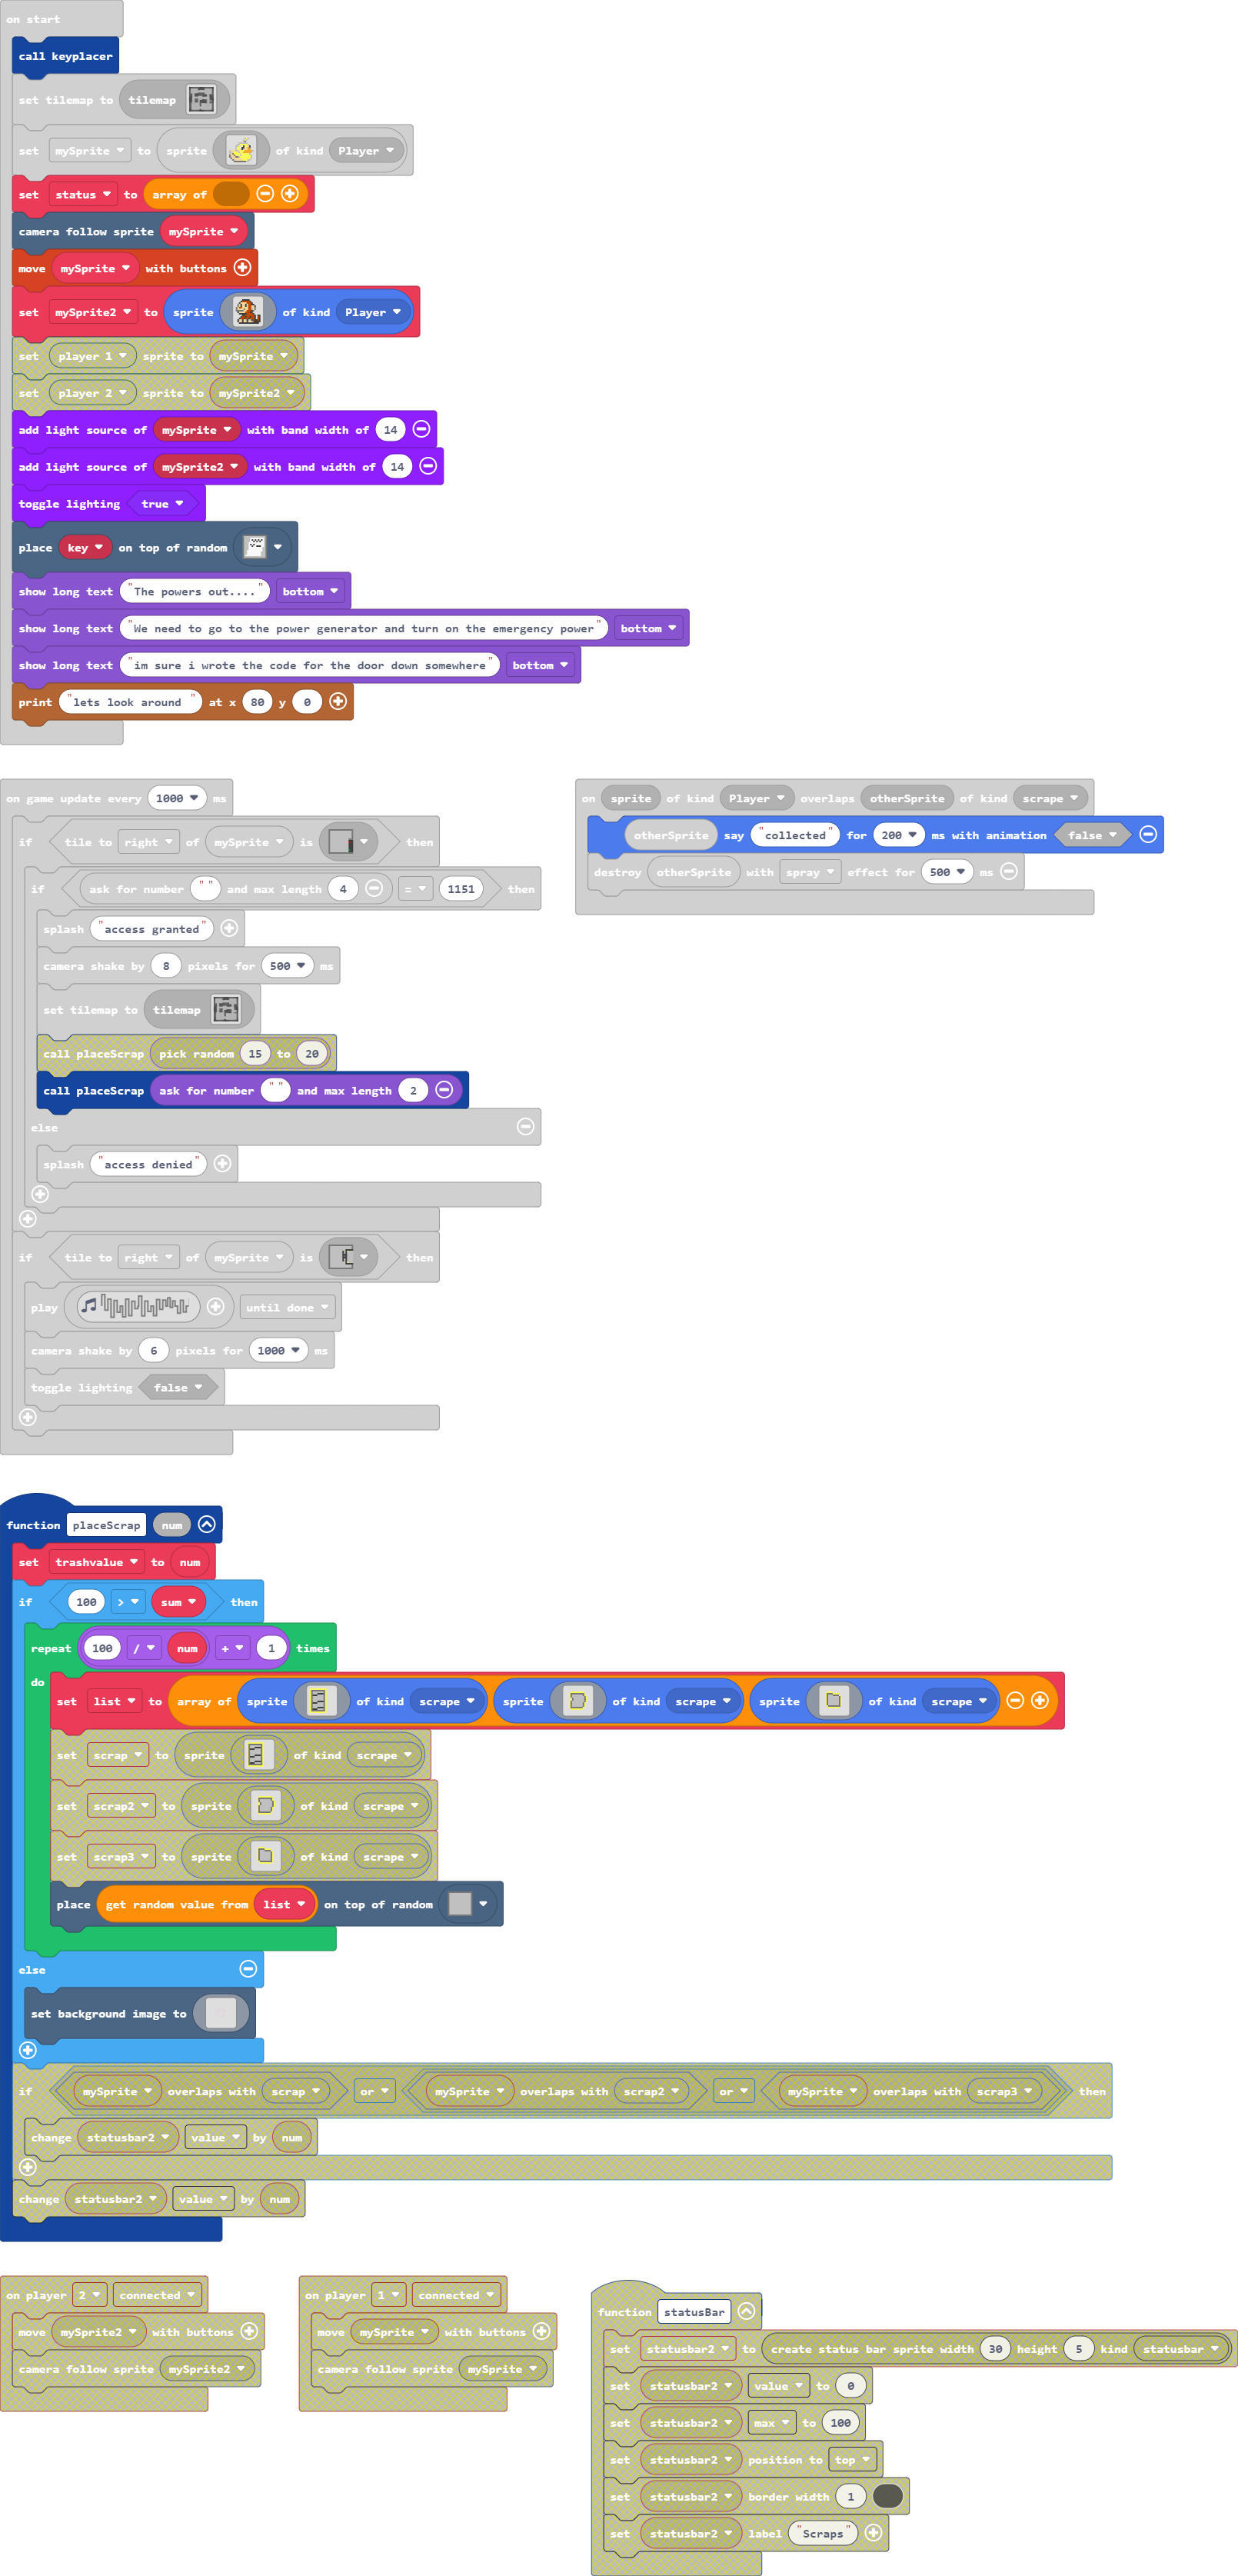 on start
call keyplacer
set tilemap to tilemap
set mySprite to sprite of kind Player
set status to array of
camera follow sprite mySprite
move mySprite with buttons
set mySprite2 to sprite of kind Player
set player 1 sprite to mySprite
set player 2 sprite to mySprite2
add light source of mySprite with band width of 14
add light source of mySprite2 with band width of 14
toggle lighting true
place key on top of random
show long text "The powers out...." bottom
show long text "We need to go to the power generator and turn on the emergency power" bottom
show long text "im sure i wrote the code for the door down somewhere" bottom
print "lets look around " at x 80 y 0
on game update every 1000 ms
if tile to right of mySprite is then
if ask for number " " and max length 4 = 1151 then
splash "access granted"
camera shake by 8 pixels for 500 ms
set tilemap to tilemap
call placeScrap pick random 15 to 20
call placeScrap ask for number " " and max length 2
else
splash "access denied"
if tile to right of mySprite is then
play until done
camera shake by 6 pixels for 1000 ms
toggle lighting false
on sprite of kind Player overlaps otherSprite of kind scrape
otherSprite say "collected" for 200 ms with animation false
destroy otherSprite with spray effect for 500 ms
function placeScrap num
set trashvalue to num
if 100 > sum then
repeat 100 / num + 1 times
do
set list to array of sprite of kind scrape sprite of kind scrape sprite of kind scrape
set scrap to sprite of kind scrape
set scrap2 to sprite of kind scrape
set scrap3 to sprite of kind scrape
place get random value from list on top of random
else
set background image to
if mySprite overlaps with scrap or mySprite overlaps with scrap2 or mySprite overlaps with scrap3 then
change statusbar2 value by num
change statusbar2 value by num
on player 2 connected
move mySprite2 with buttons
camera follow sprite mySprite2
on player 1 connected
move mySprite with buttons
camera follow sprite mySprite
function statusBar
set statusbar2 to create status bar sprite width 30 height 5 kind statusbar
set statusbar2 value to 0
set statusbar2 max to 100
set statusbar2 position to top
set statusbar2 border width 1
set statusbar2 label "Scraps"